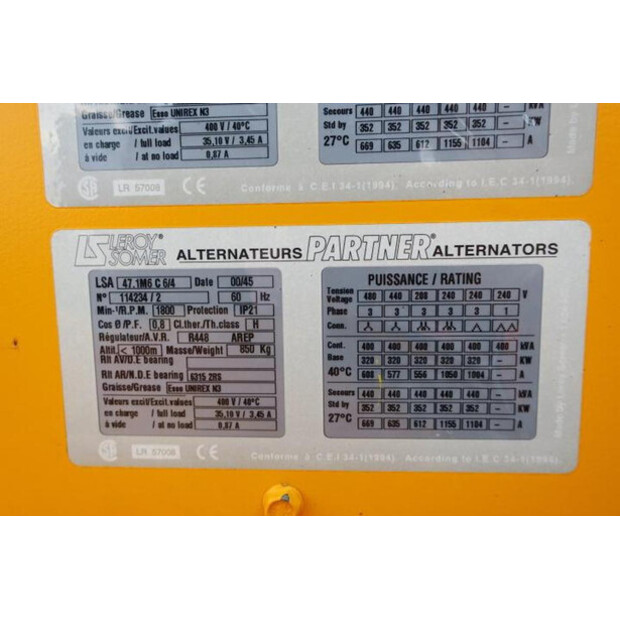 Graisse/Grease Esso UNIREX N3
Valeurs excit/Excit.values 400 V / 40°C
en charge / full load 35,10 V / 3,45 A
à vide / at no load 0,87 A
Secours 440 440 440 440 440 – kVA
Std by 352 352 352 352 352 – KW
27°C 669 635 612 1155 1104 – A
LR 57008 CE Conforme à C.E.I 34-1(1994). According to I.E.C 34-1(1994).
LEROY SOMER® ALTERNATEURS PARTNER® ALTERNATORS
LSA 47.1M6 C 6/4 Date 00/45
N° 114234 / 2 60 Hz
Min-¹/R.P.M. 1800 Protection IP21
Cos Ø /P.F. 0,8 Cl.ther/Th.class H
Régulateur/A.V.R. R448 AREP
Altit. < 1000m Masse/Weight 850 Kg
Rlt AV/D.E bearing
Rlt AR/N.D.E bearing 6315 2RS
Graisse/Grease Esso UNIREX N3
Valeurs excit/Excit.values 400 V / 40°C
en charge / full load 35,10 V / 3,45 A
à vide / at no load 0,87 A
PUISSANCE / RATING
Tension Voltage 480 440 208 240 240 240 V
Phase 3 3 3 3 3 1
Conn.
Cont. 400 400 400 400 400 400 kVA
Base 320 320 320 320 320 – KW
40°C 608 577 556 1050 1004 – A
Secours 440 440 440 440 440 – kVA
Std by 352 352 352 352 352 – KW
27°C 669 635 612 1155 1104 – A
LR 57008 CE Conforme à C.E.I 34-1(1994). According to I.E.C 34-1(1994).